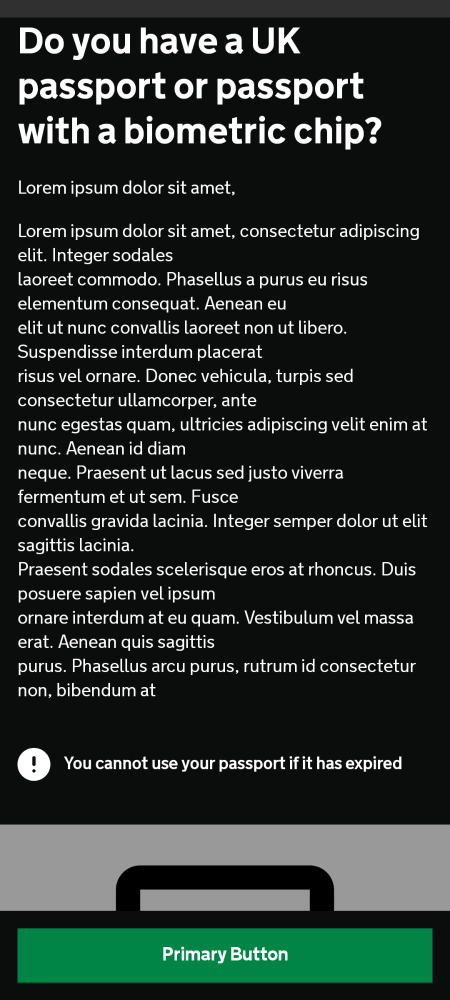 Do you have a UK
passport or passport
with a biometric chip?
Lorem ipsum dolor sit amet,
Lorem ipsum dolor sit amet, consectetur adipiscing
elit. Integer sodales
laoreet commodo. Phasellus a purus eu risus
elementum consequat. Aenean eu
elit ut nunc convallis laoreet non ut libero.
Suspendisse interdum placerat
risus vel ornare. Donec vehicula, turpis sed
consectetur ullamcorper, ante
nunc egestas quam, ultricies adipiscing velit enim at
nunc. Aenean id diam
neque. Praesent ut lacus sed justo viverra
fermentum et ut sem. Fusce
convallis gravida lacinia. Integer semper dolor ut elit
sagittis lacinia.
Praesent sodales scelerisque eros at rhoncus. Duis
posuere sapien vel ipsum
ornare interdum at eu quam. Vestibulum vel massa
erat. Aenean quis sagittis
purus. Phasellus arcu purus, rutrum id consectetur
non, bibendum at
You cannot use your passport if it has expired
Primary Button